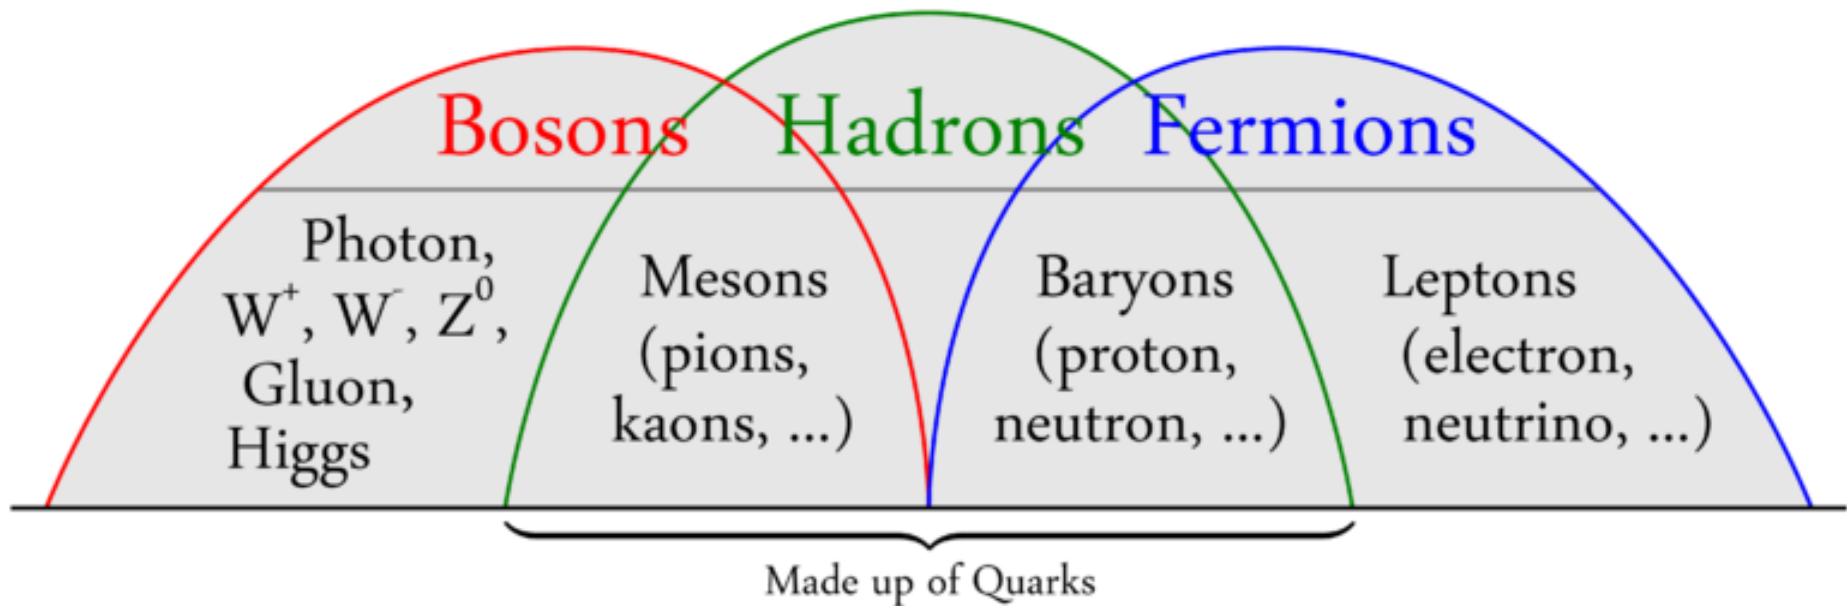 Bosons
Hadrons
Fermions
Photon,
W⁺, W⁻, Z⁰,
Gluon,
Higgs
Mesons
(pions,
kaons, ...)
Baryons
(proton,
neutron, ...)
Leptons
(electron,
neutrino, ...)
Made up of Quarks